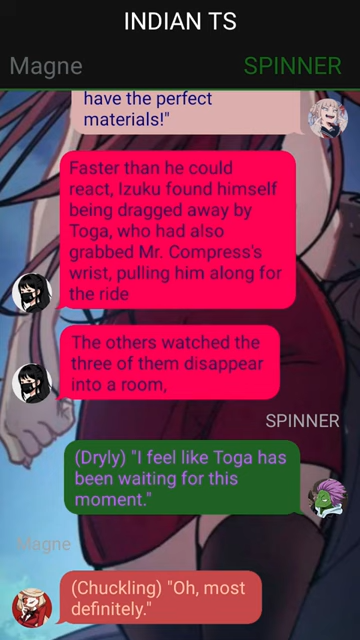 INDIAN TS
Magne
SPINNER
have the perfect
materials!"
Faster than he could
react, Izuku found himself
being dragged away by
Toga, who had also
grabbed Mr. Compress's
wrist, pulling him along for
the ride
The others watched the
three of them disappear
into a room,
SPINNER
(Dryly) "I feel like Toga has
been waiting for this
moment."
Magne
(Chuckling) "Oh, most
definitely."